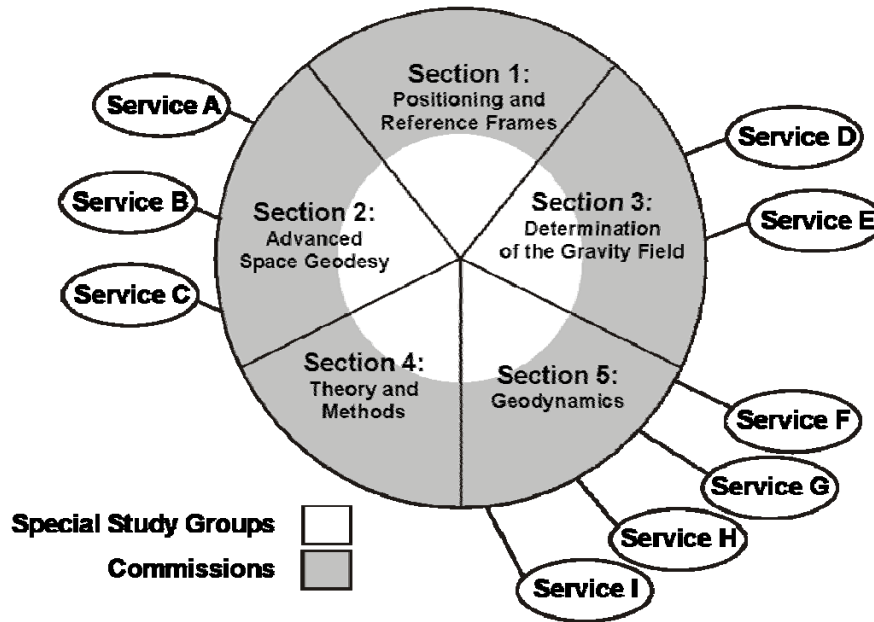 Section 1:
Positioning and
Reference Frames
Service A
Service B
Service C
Section 2:
Advanced
Space Geodesy
Section 3:
Determination
of the Gravity Field
Service D
Service E
Section 4:
Theory and
Methods
Section 5:
Geodynamics
Service F
Service G
Service H
Service I
Special Study Groups
Commissions